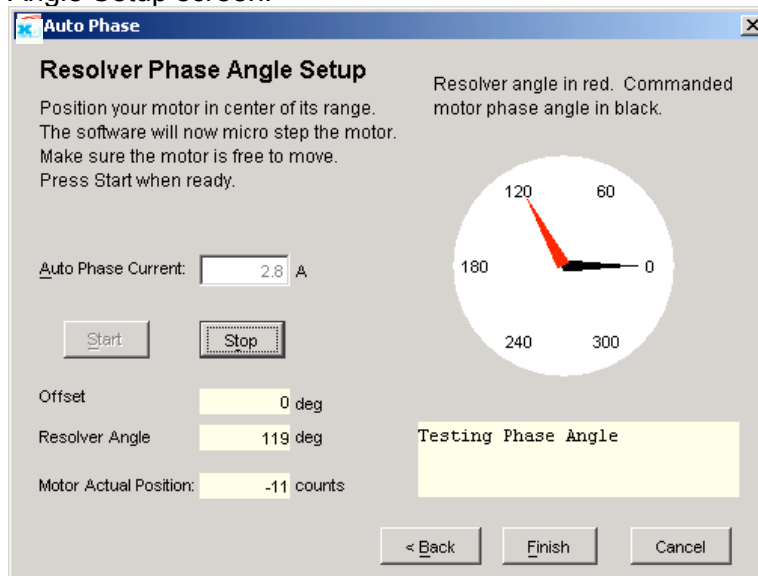 Angle Setup screen.
Auto Phase
Resolver Phase Angle Setup
Position your motor in center of its range.
The software will now micro step the motor.
Make sure the motor is free to move.
Press Start when ready.
Resolver angle in red. Commanded
motor phase angle in black.
120 60
180 0
240 300
Auto Phase Current: 2.8 A
Start Stop
Offset 0 deg
Resolver Angle 119 deg
Motor Actual Position: -11 counts
Testing Phase Angle
< Back Finish Cancel